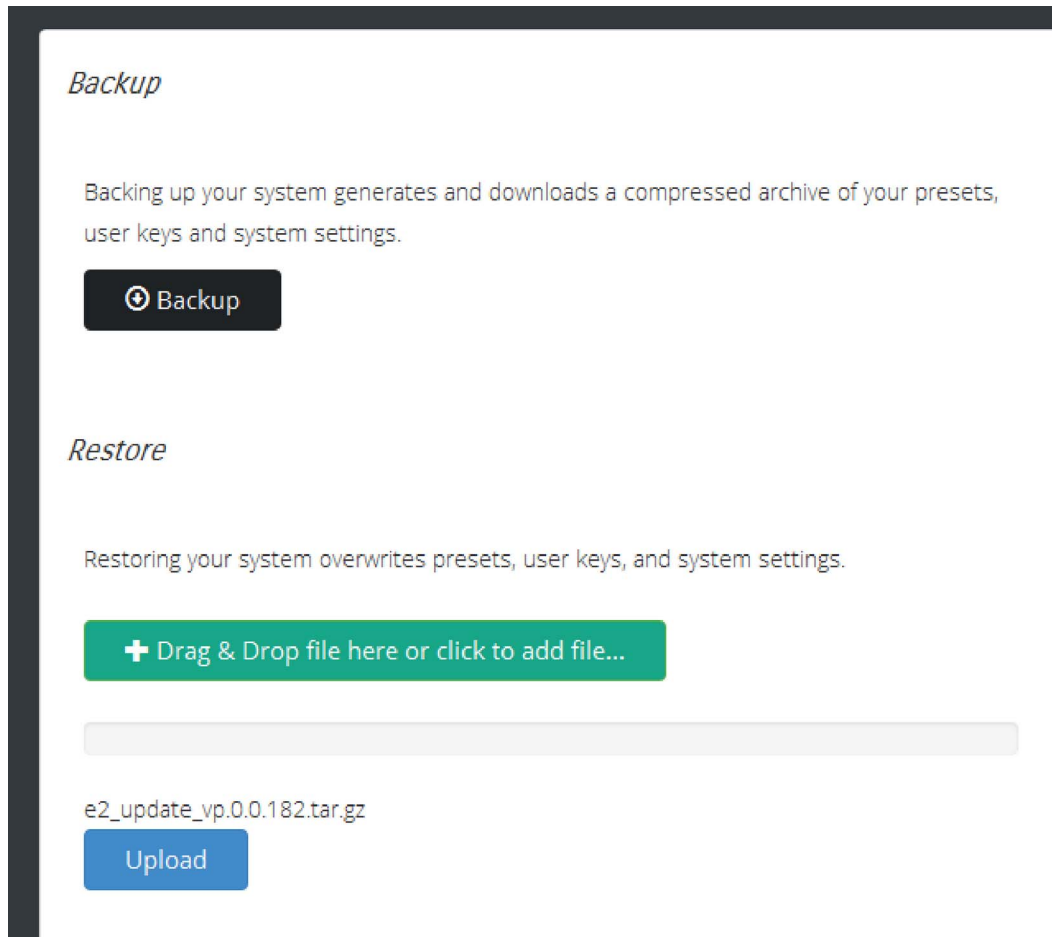 Backup
Backing up your system generates and downloads a compressed archive of your presets,
user keys and system settings.
Backup
Restore
Restoring your system overwrites presets, user keys, and system settings.
Drag & Drop file here or click to add file...
e2_update_vp.0.0.182.tar.gz
Upload